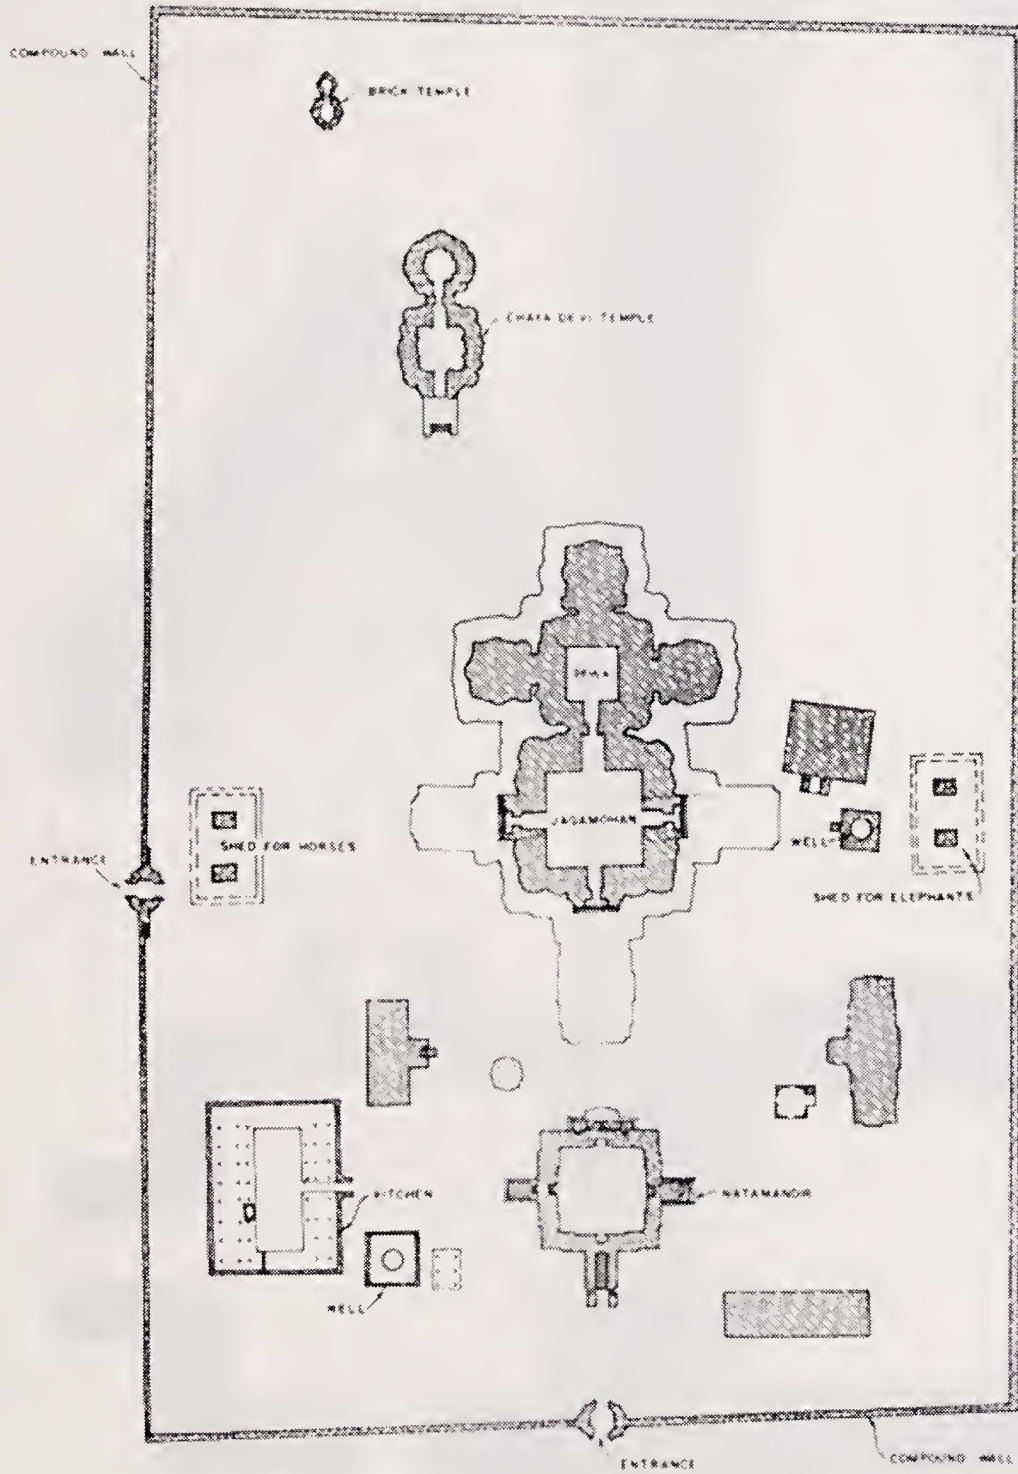 COMPOUND WALL
BRICK TEMPLE
CHAYA DEVI TEMPLE
DEULA
JAGAMOHAN
SHED FOR HORSES
WELL
ENTRANCE
SHED FOR ELEPHANTS
KITCHEN
NATAMANDIR
WELL
ENTRANCE
COMPOUND WALL